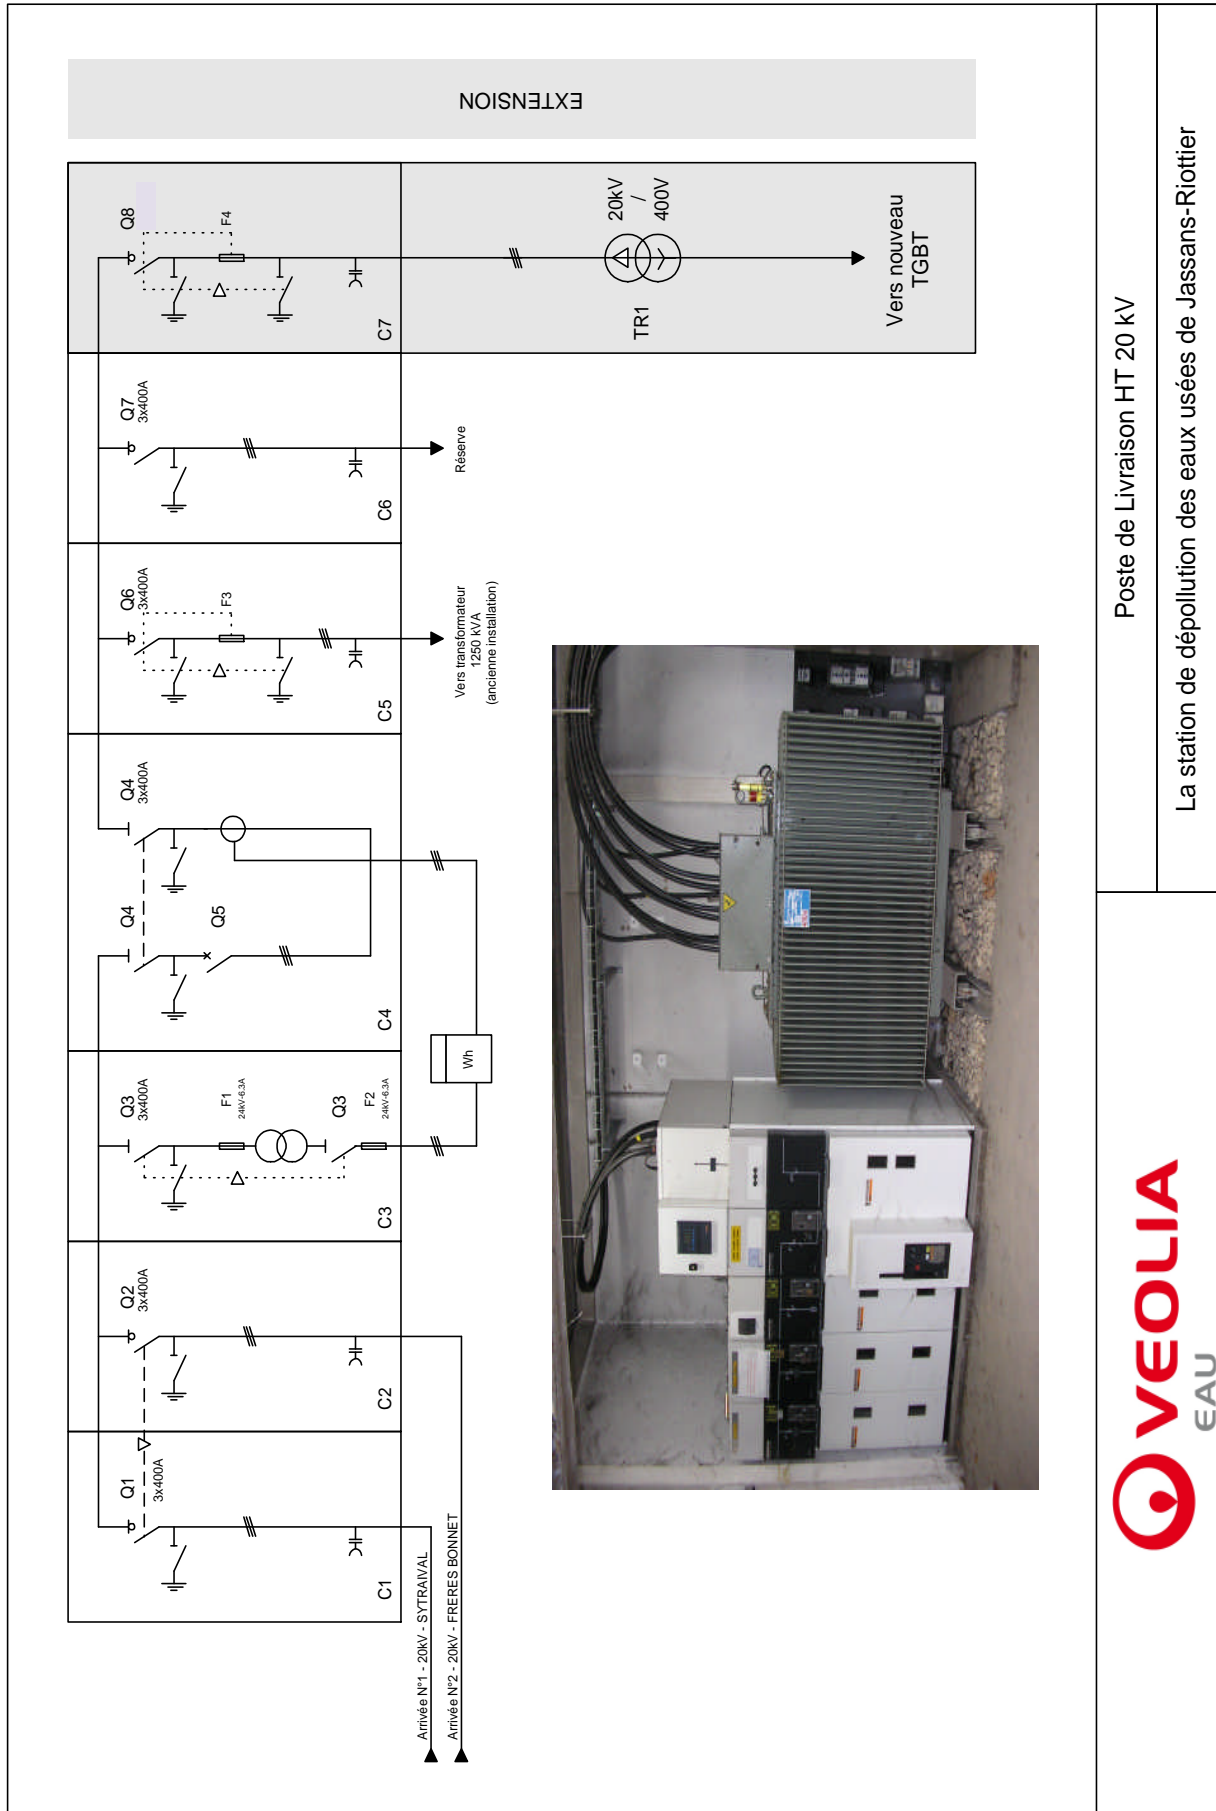 EXTENSION
Q1
3x400A
C1
Q2
3x400A
C2
Q3
3x400A
F1
24kV-6.3A
Q3
F2
24kV-6.3A
C3
Q4
Q4
3x400A
Q5
C4
Wh
Q6
3x400A
F3
C5
Vers transformateur
1250 kVA
(ancienne installation)
Q7
3x400A
C6
Réserve
Q8
F4
C7
TR1
20kV
/
400V
Vers nouveau
TGBT
Arrivée N°1 - 20kV - SYTRAIVAL
Arrivée N°2 - 20kV - FRERES BONNET
VEOLIA
EAU
Poste de Livraison HT 20 kV
La station de dépollution des eaux usées de Jassans-Riottier